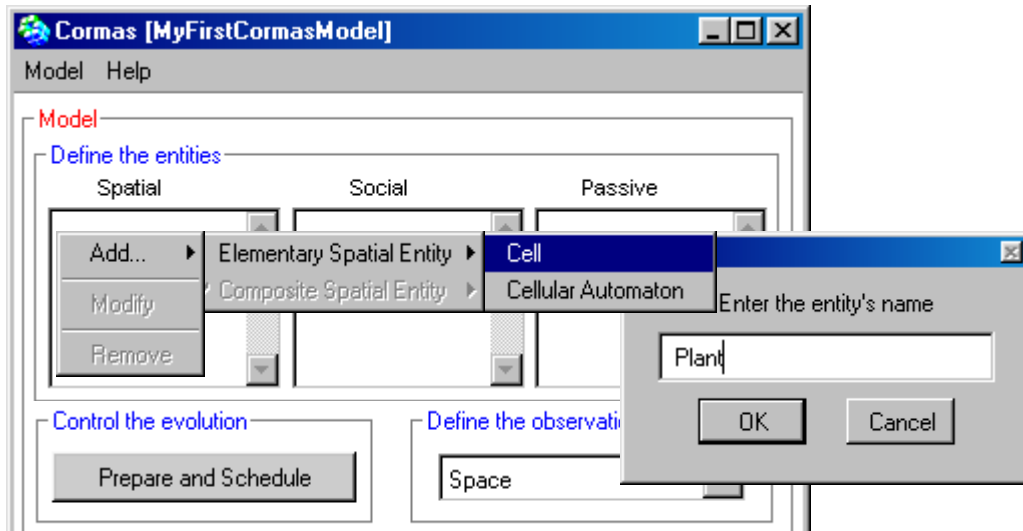 Cormas [MyFirstCormasModel]
Model Help
Model
Define the entities
Spatial Social Passive
Add... Elementary Spatial Entity Cell
Modify Composite Spatial Entity Cellular Automaton
Remove
Enter the entity's name
Plant
OK Cancel
Control the evolution Define the
Prepare and Schedule Space